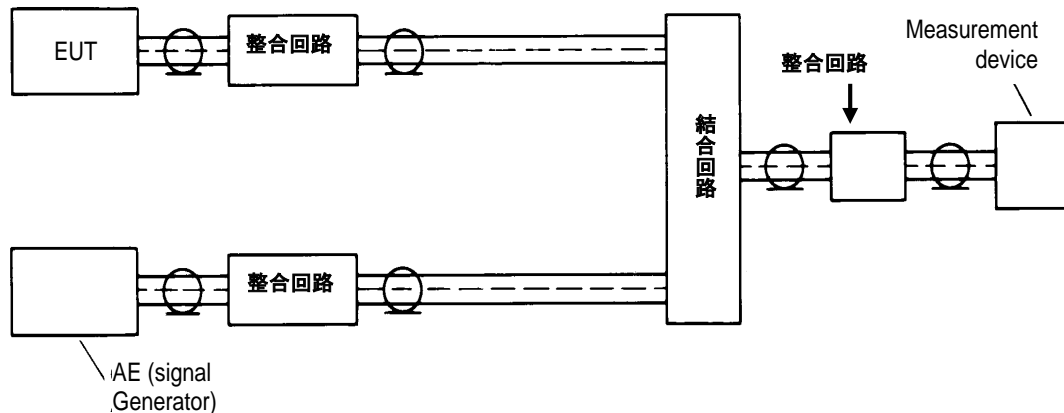 EUT
整合回路
Measurement
device
整合回路
結合回路
整合回路
AE (signal
Generator)